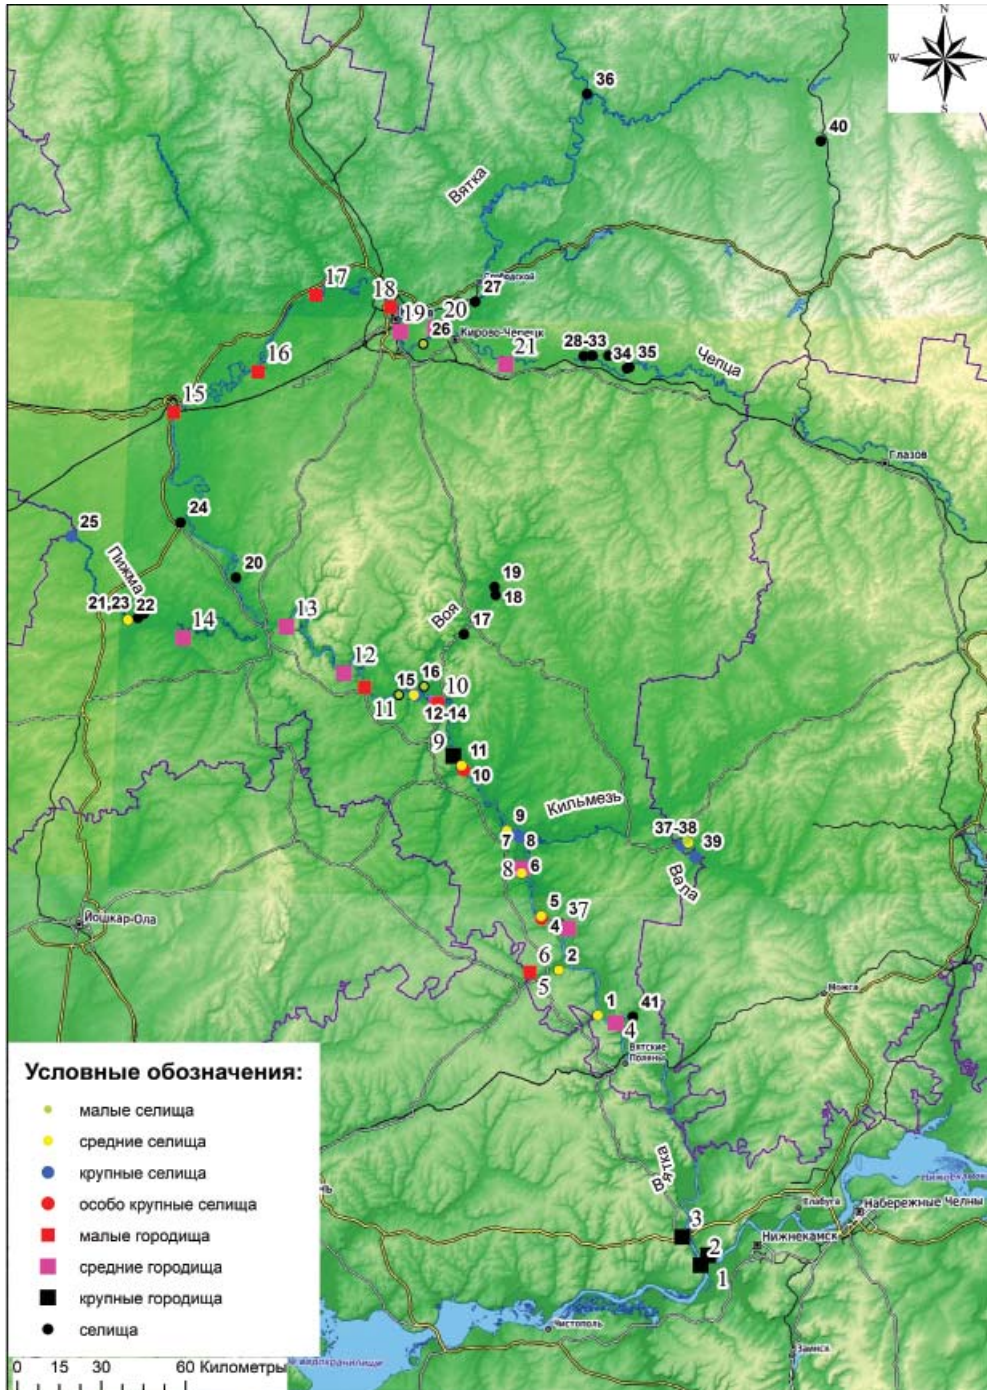 N
W
E
S
36
40
Вятка
17
27
18
19
20
26
Кирово-Чепецк
28-33
34
35
21
Чепца
16
15
Глазов
24
25
20
Пижма
19
18
21,23
22
14
13
Воя
17
12
16
15
10
11
12-14
9
11
10
Кильмезь
9
7
8
37-38
39
6
8
Вала
Йошкар-Ола
5
37
4
6
2
5
Можга
1
41
4
Вятские
Поляны
Вятка
Елабуга
Набережные Челны
3
2
Нижнекамск
1
Чистополь
Заинск
Условные обозначения:
малые селища
средние селища
крупные селища
особо крупные селища
малые городища
средние городища
крупные городища
селища
0 15 30 60 Километры